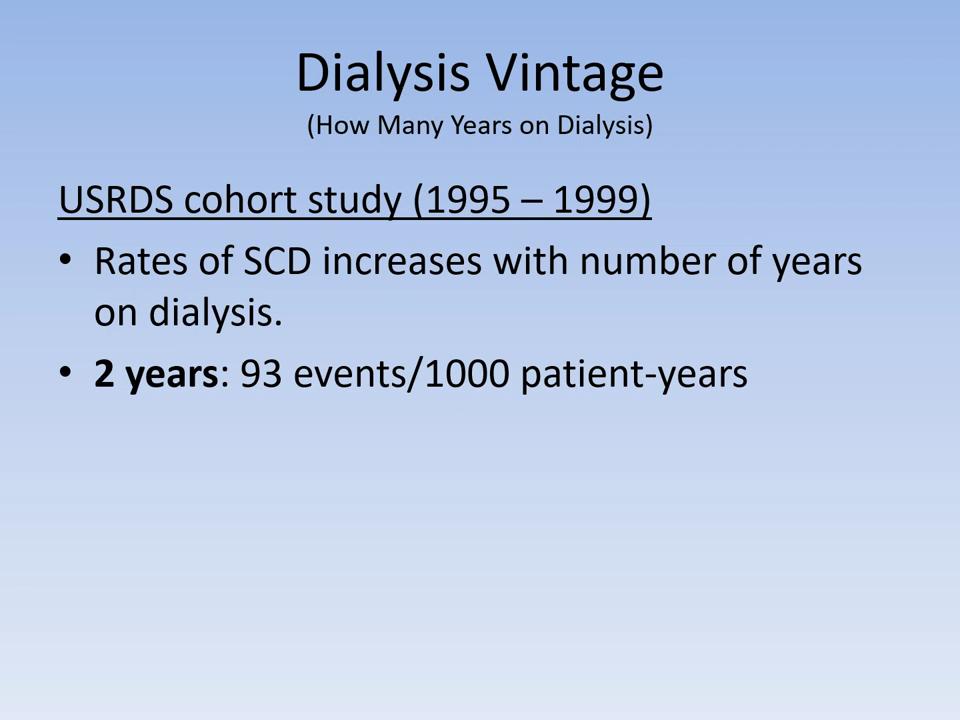 Dialysis Vintage
(How Many Years on Dialysis)
USRDS cohort study (1995 – 1999)
• Rates of SCD increases with number of years
on dialysis.
• 2 years: 93 events/1000 patient-years